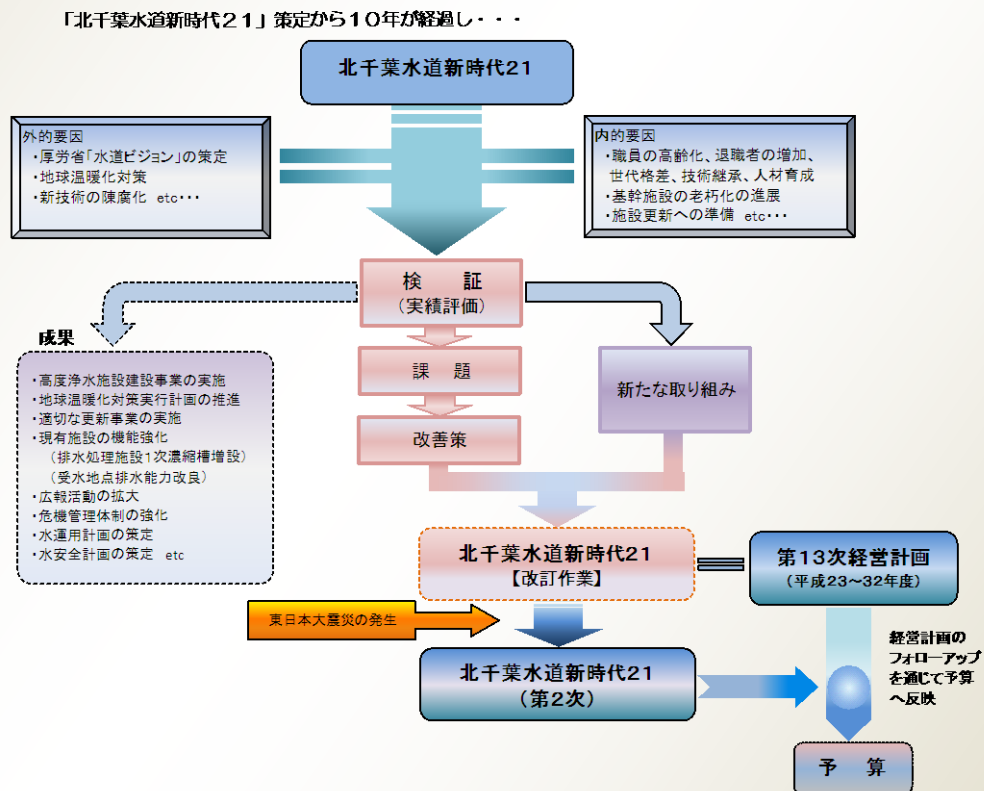 「北千葉水道新時代２１」策定から１０年が経過し・・・
北千葉水道新時代21
外的要因
・厚労省「水道ビジョン」の策定
・地球温暖化対策
・新技術の陳腐化 etc・・・
内的要因
・職員の高齢化、退職者の増加、
世代格差、技術継承、人材育成
・基幹施設の老朽化の進展
・施設更新への準備 etc・・・
検　証
（実績評価）
成果
・高度浄水施設建設事業の実施
・地球温暖化対策実行計画の推進
・適切な更新事業の実施
・現有施設の機能強化
（排水処理施設1次濃縮槽増設）
（受水地点排水能力改良）
・広報活動の拡大
・危機管理体制の強化
・水運用計画の策定
・水安全計画の策定 etc
課　題
改善策
新たな取り組み
北千葉水道新時代21
【改訂作業】
第13次経営計画
（平成23～32年度）
東日本大震災の発生
北千葉水道新時代21
（第2次）
経営計画の
フォローアップ
を通じて予算
へ反映
予　算